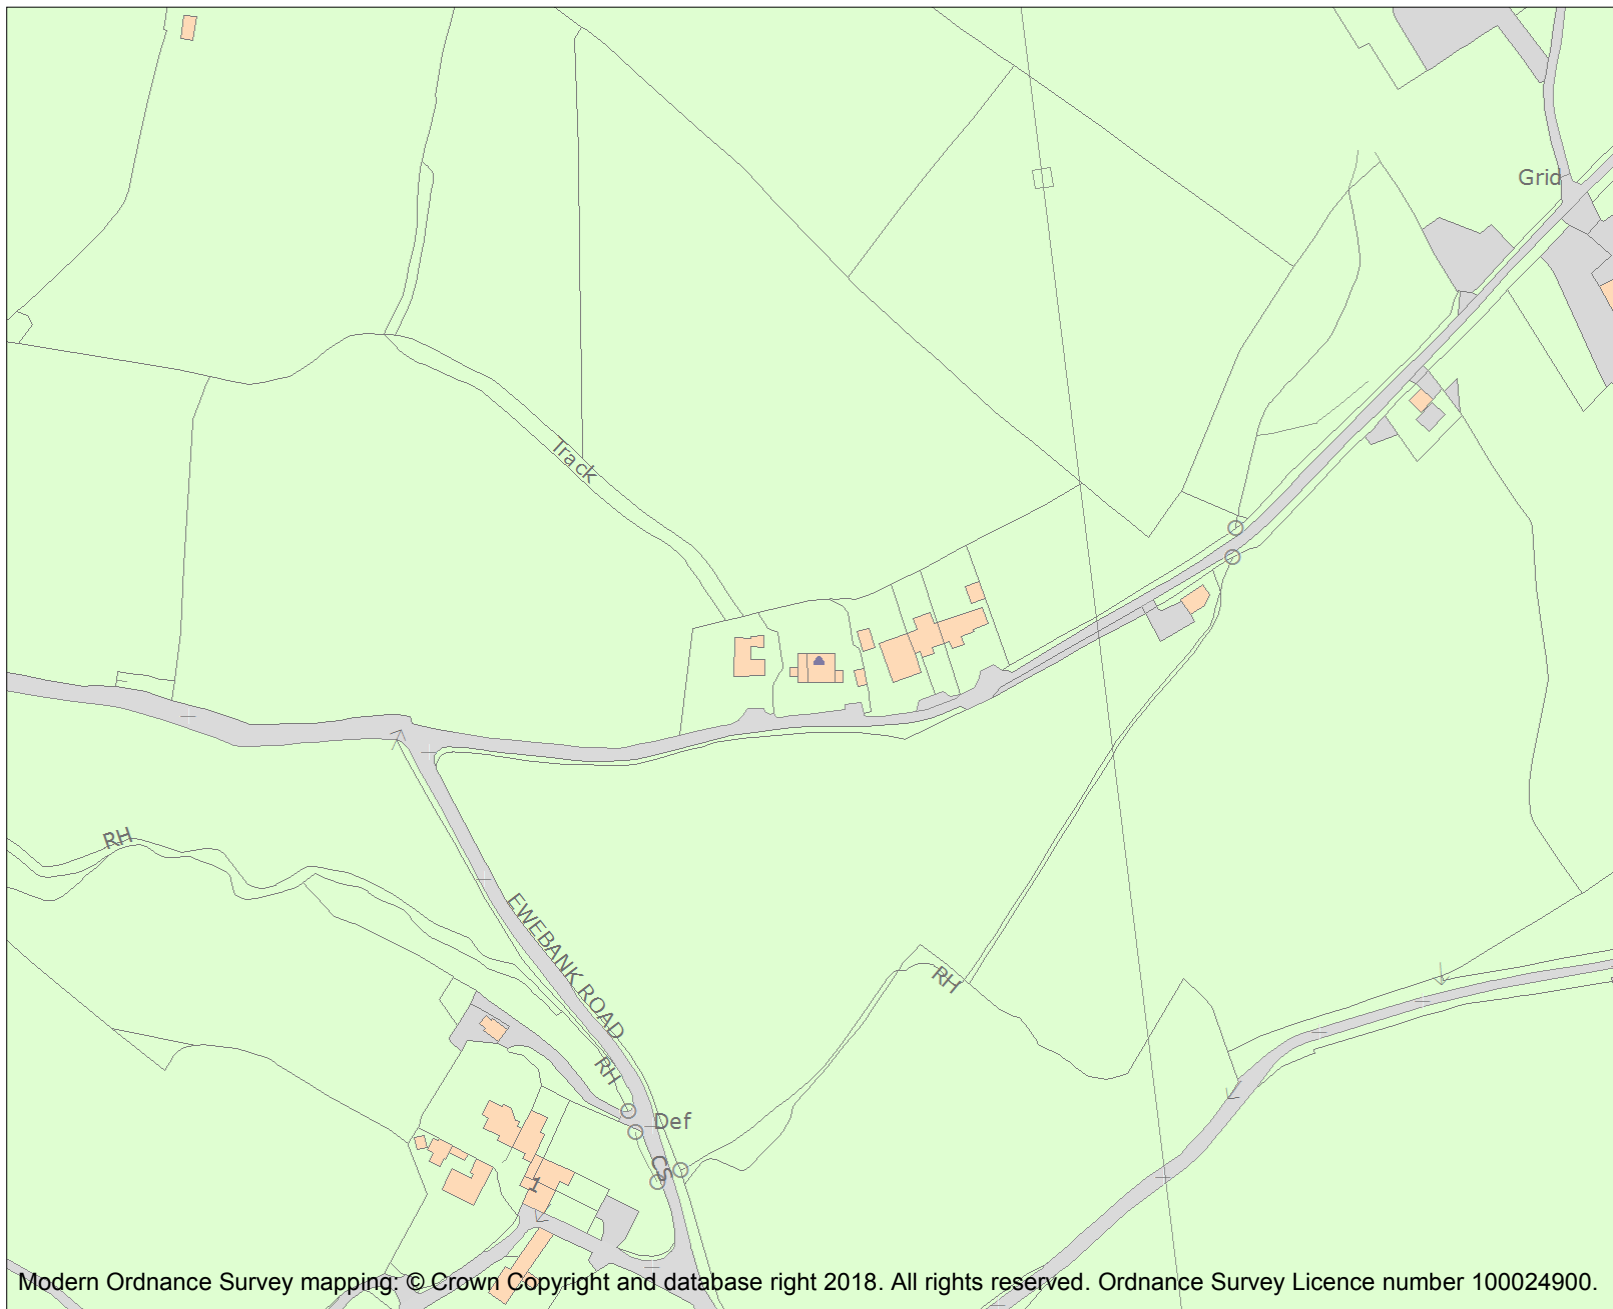 Grid
Track
RH
EWEBANK ROAD
RH
RH
Def
CS
1
Modern Ordnance Survey mapping: © Crown Copyright and database right 2018. All rights reserved. Ordnance Survey Licence number 100024900.